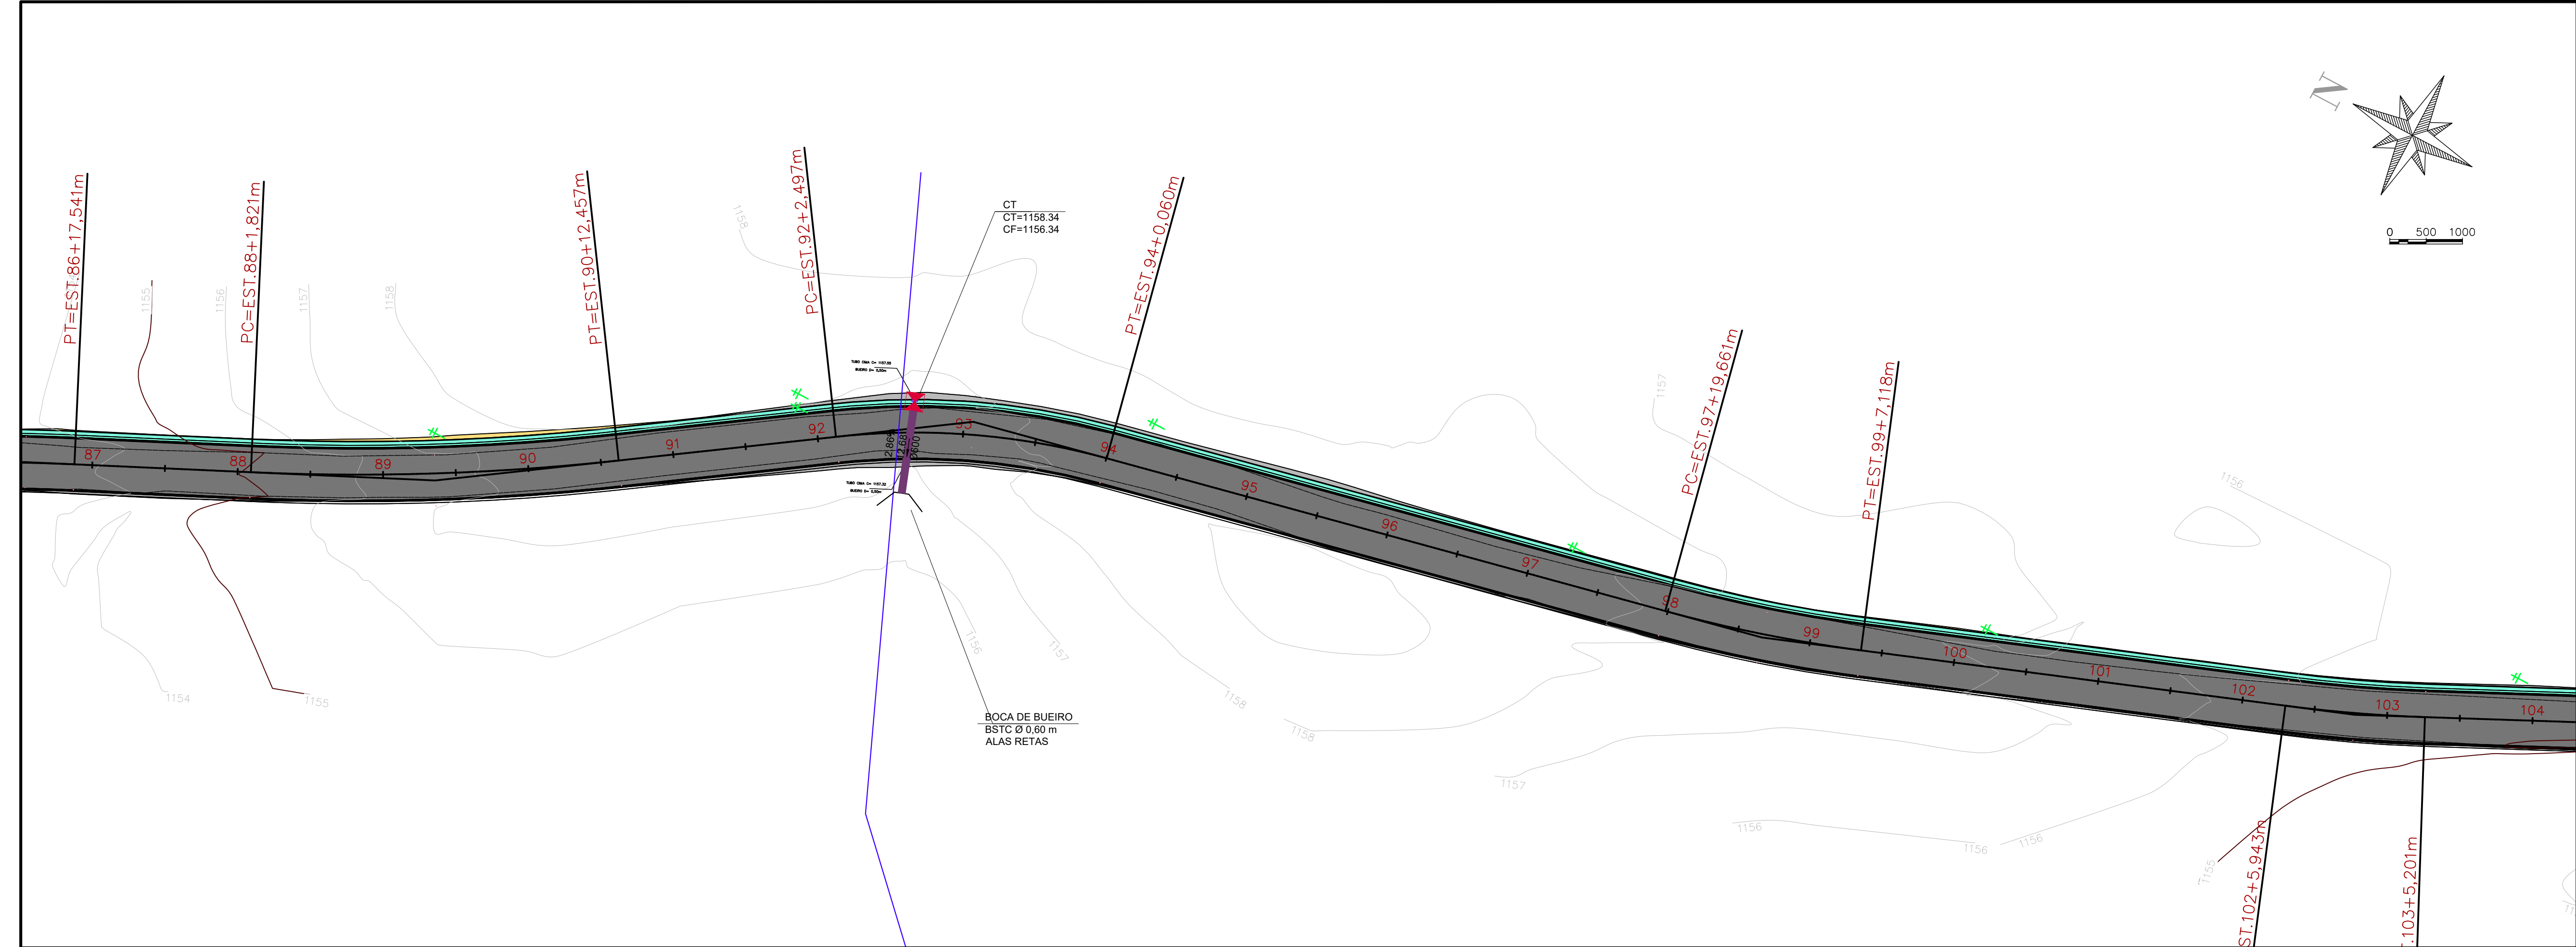 N
0 500 1000
PT=EST.86+17,541m
PC=EST.88+1,821m
PT=EST.90+12,457m
PC=EST.92+2,497m
PT=EST.94+0,060m
PC=EST.97+19,661m
PT=EST.99+7,118m
ST.102+5,943m
.103+5,201m
CT
CT=1158.34
CF=1156.34
1158
1155
1156
1157
1158
1157
1156
87
88
89
90
91
92
93
94
95
96
97
98
99
100
101
102
103
104
2,86%
Ø600
BOCA DE BUEIRO
BSTC Ø 0,60 m
ALAS RETAS
1154
1155
1156
1157
1158
1158
1157
1156
1156
1156
1155